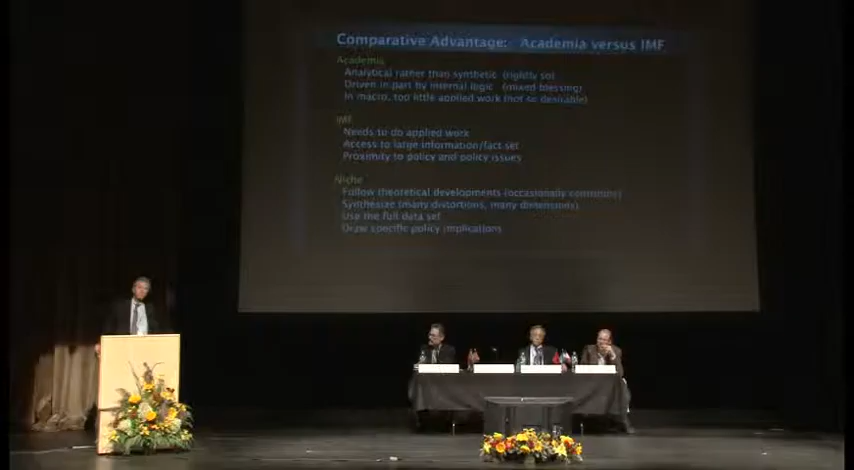 Comparative Advantage: Academia versus IMF
Academia
Analytical rather than synthetic (rightly so)
Driven in part by internal logic (mixed blessing)
In macro, too little applied work (not so desirable)
IMF
Needs to do applied work
Access to large information/fact set
Proximity to policy and policy issues
Niche
Follow theoretical developments (occasionally contribute)
Synthesize (many distortions, many dimensions)
Use the full data set
Draw specific policy implications